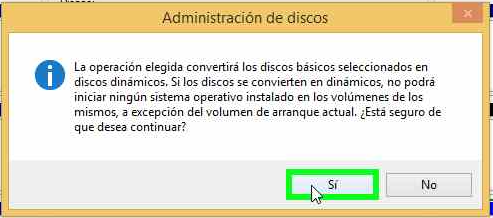 Administración de discos
La operación elegida convertirá los discos básicos seleccionados en
discos dinámicos. Si los discos se convierten en dinámicos, no podrá
iniciar ningún sistema operativo instalado en los volúmenes de los
mismos, a excepción del volumen de arranque actual. ¿Está seguro de
que desea continuar?
Sí No